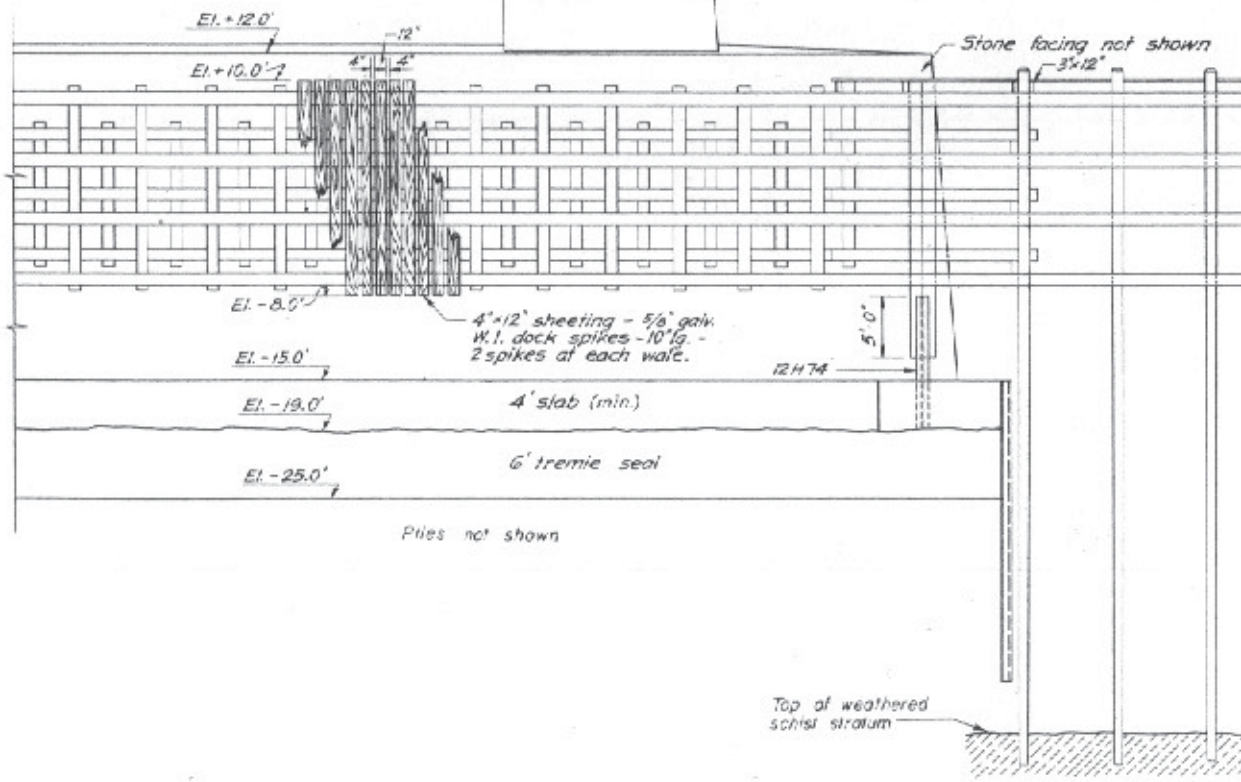 El. +12.0'
12"
4" 4"
El. +10.0'
Stone facing not shown
3"x12"
El. -8.0'
4"x12" sheeting - 5/8" galv.
W.I. dock spikes - 10" lg. -
2 spikes at each wale.
5'-0"
El. -15.0'
12H74
4' slab (min.)
El. -19.0'
6' tremie seal
El. -25.0'
Piles not shown
Top of weathered
schist stratum